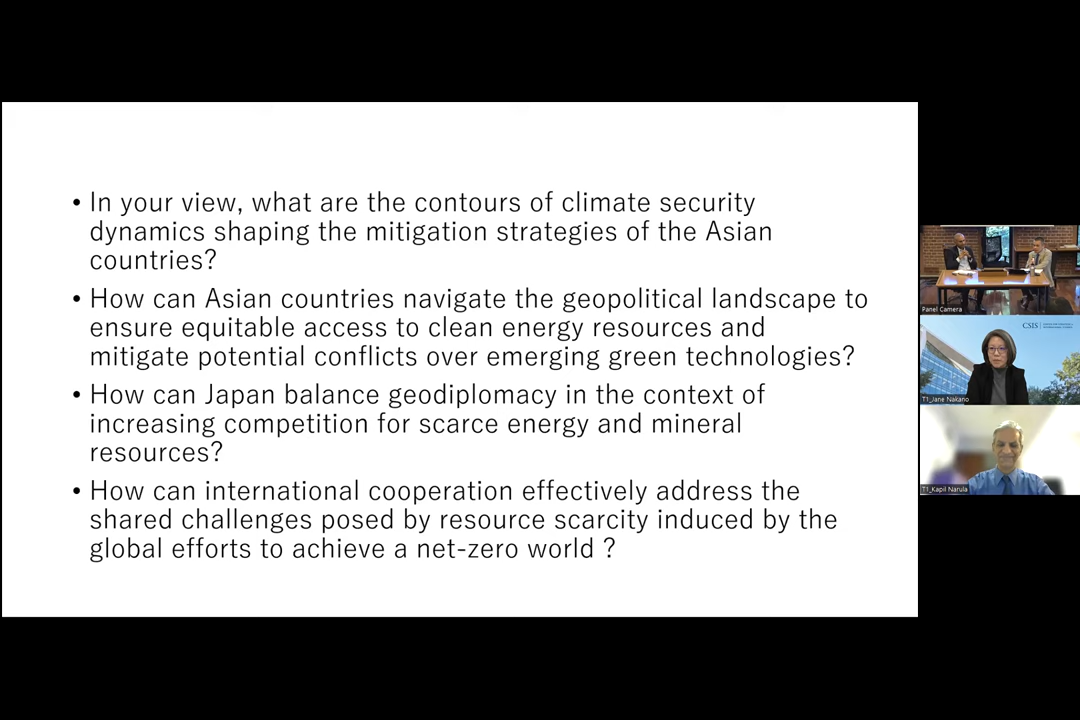 • In your view, what are the contours of climate security
dynamics shaping the mitigation strategies of the Asian
countries?
• How can Asian countries navigate the geopolitical landscape to
ensure equitable access to clean energy resources and
mitigate potential conflicts over emerging green technologies?
• How can Japan balance geodiplomacy in the context of
increasing competition for scarce energy and mineral
resources?
• How can international cooperation effectively address the
shared challenges posed by resource scarcity induced by the
global efforts to achieve a net-zero world ?
Panel Camera
CSIS
T1_Jane Nakano
T1_Kapil Narula